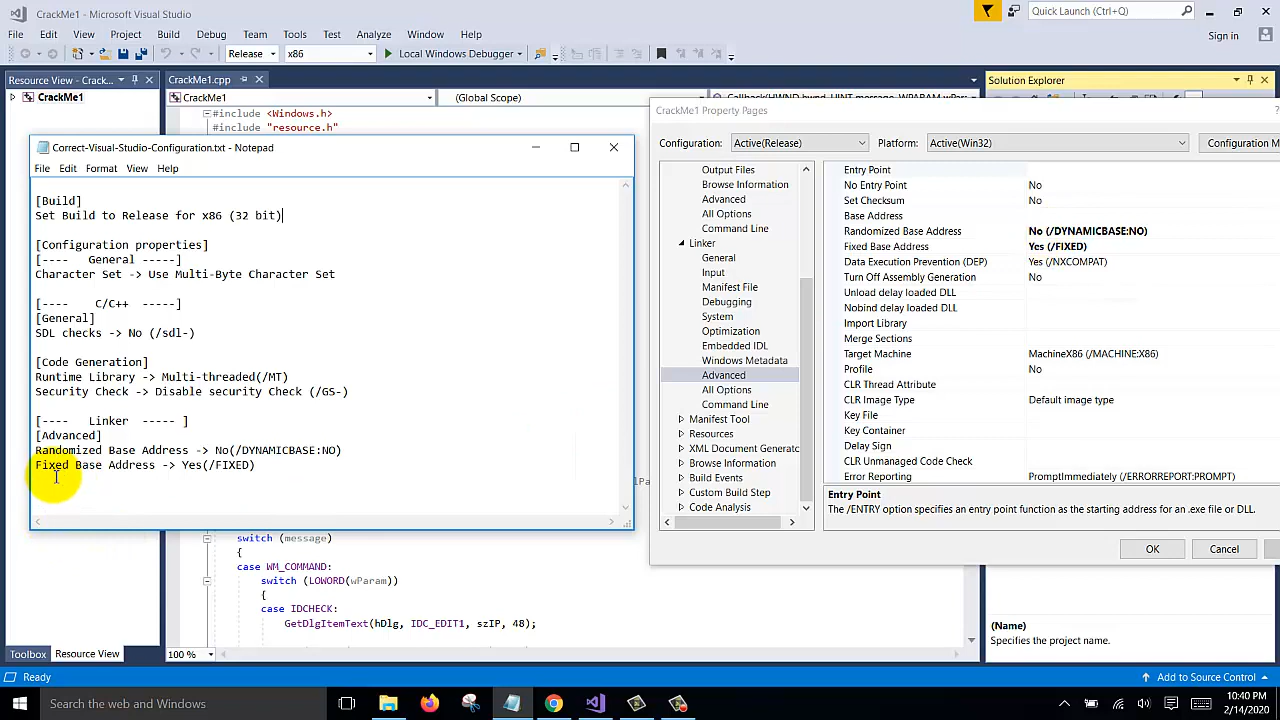 CrackMe1 - Microsoft Visual Studio
Quick Launch (Ctrl+Q)
File Edit View Project Build Debug Team Tools Test Analyze Window Help
Sign in
Release x86 Local Windows Debugger
Resource View - Crack...
CrackMe1.cpp
Solution Explorer
CrackMe1
CrackMe1
(Global Scope)
#include <Windows.h>
#include "resource.h"
Correct-Visual-Studio-Configuration.txt - Notepad
File Edit Format View Help
[Build]
Set Build to Release for x86 (32 bit)
[Configuration properties]
[---- General -----]
Character Set -> Use Multi-Byte Character Set
[---- C/C++ -----]
[General]
SDL checks -> No (/sdl-)
[Code Generation]
Runtime Library -> Multi-threaded(/MT)
Security Check -> Disable security Check (/GS-)
[---- Linker ----- ]
[Advanced]
Randomized Base Address -> No(/DYNAMICBASE:NO)
Fixed Base Address -> Yes(/FIXED)
CrackMe1 Property Pages
?
Configuration: Active(Release) Platform: Active(Win32) Configuration M
Output Files
Browse Information
Advanced
All Options
Command Line
Linker
General
Input
Manifest File
Debugging
System
Optimization
Embedded IDL
Windows Metadata
Advanced
All Options
Command Line
Manifest Tool
Resources
XML Document Generator
Browse Information
Build Events
Custom Build Step
Code Analysis
Entry Point
No Entry Point No
Set Checksum No
Base Address
Randomized Base Address No (/DYNAMICBASE:NO)
Fixed Base Address Yes (/FIXED)
Data Execution Prevention (DEP) Yes (/NXCOMPAT)
Turn Off Assembly Generation No
Unload delay loaded DLL
Nobind delay loaded DLL
Import Library
Merge Sections
Target Machine MachineX86 (/MACHINE:X86)
Profile No
CLR Thread Attribute
CLR Image Type Default image type
Key File
Key Container
Delay Sign
CLR Unmanaged Code Check
Error Reporting PromptImmediately (/ERRORREPORT:PROMPT)
Entry Point
The /ENTRY option specifies an entry point function as the starting address for an .exe file or DLL.
OK Cancel
switch (message)
{
case WM_COMMAND:
switch (LOWORD(wParam))
{
case IDCHECK:
GetDlgItemText(hDlg, IDC_EDIT1, szIP, 48);
100 %
(Name)
Specifies the project name.
Toolbox Resource View
Ready
Add to Source Control
Search the web and Windows
10:40 PM
2/14/2020